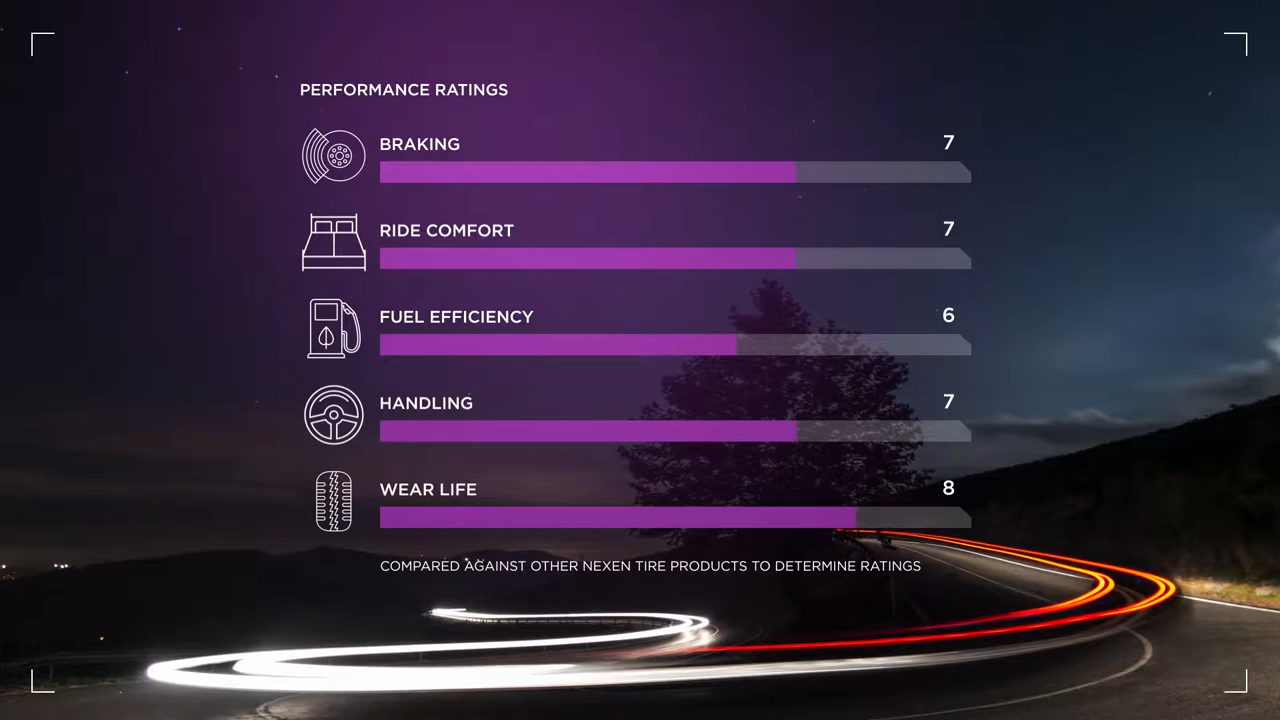 PERFORMANCE RATINGS
BRAKING 7
RIDE COMFORT 7
FUEL EFFICIENCY 6
HANDLING 7
WEAR LIFE 8
COMPARED AGAINST OTHER NEXEN TIRE PRODUCTS TO DETERMINE RATINGS